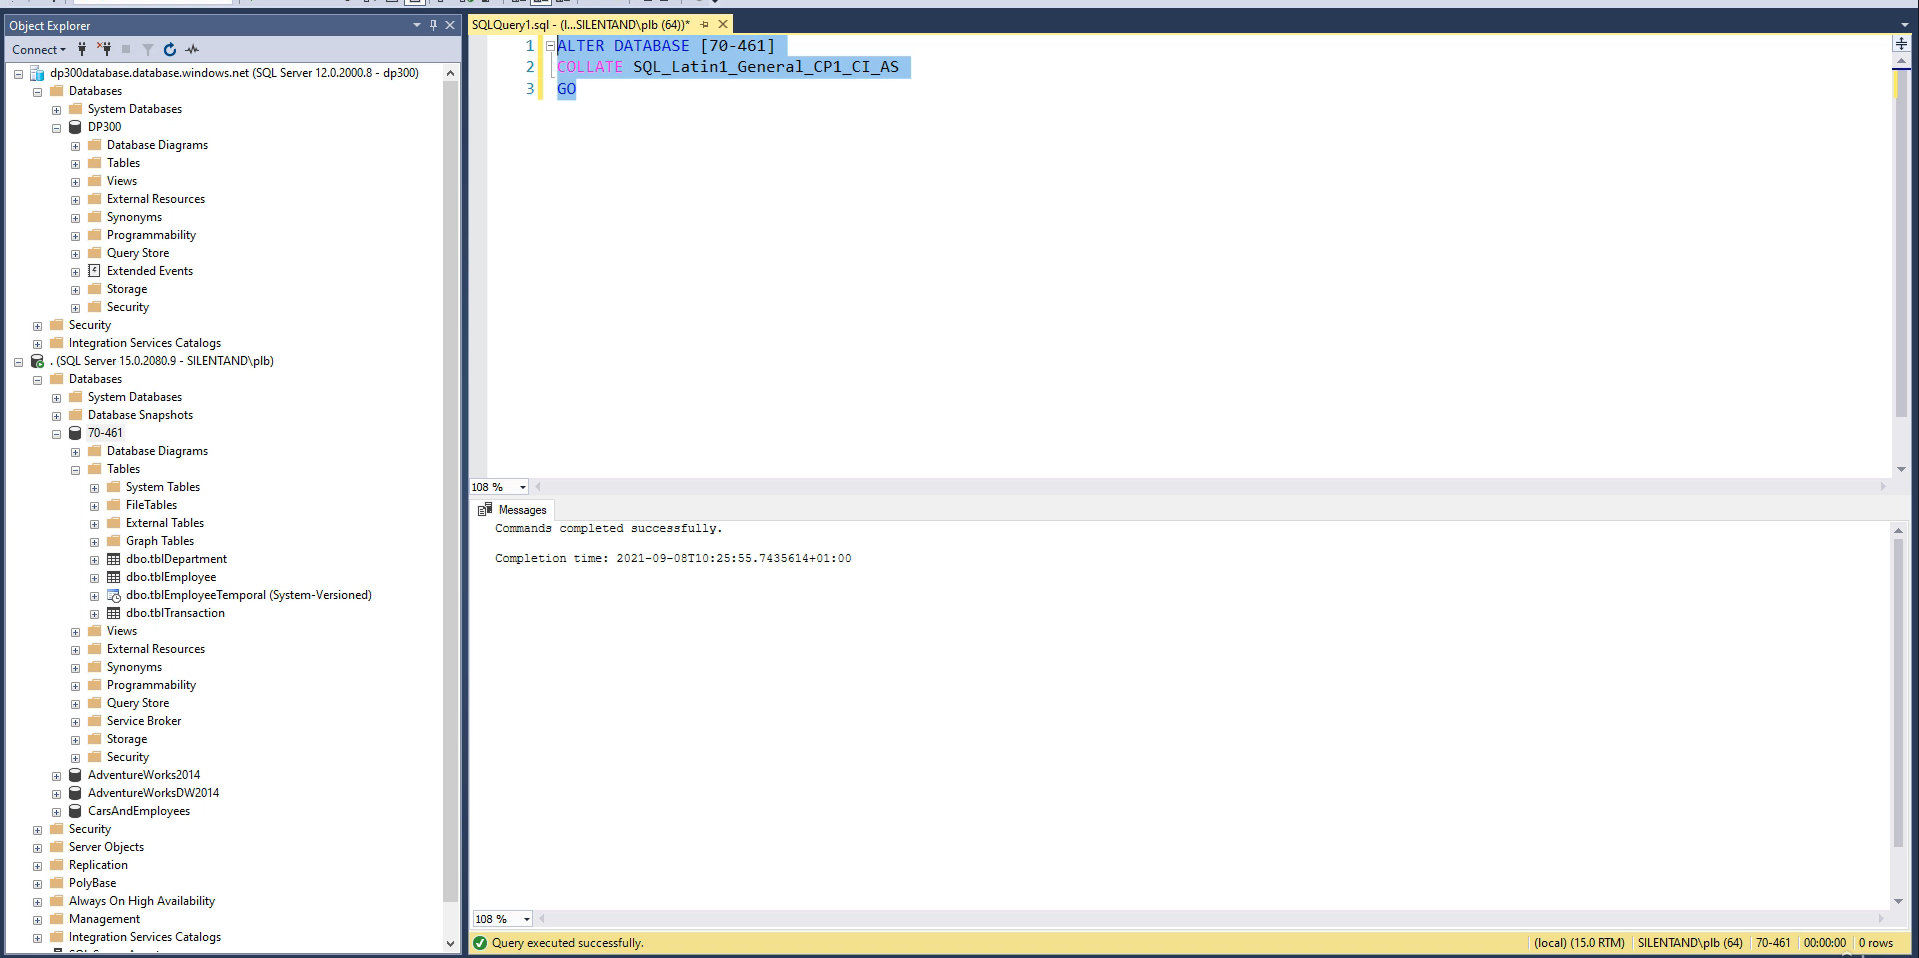 Object Explorer
Connect
dp300database.database.windows.net (SQL Server 12.0.2000.8 - dp300)
Databases
System Databases
DP300
Database Diagrams
Tables
Views
External Resources
Synonyms
Programmability
Query Store
Extended Events
Storage
Security
Security
Integration Services Catalogs
. (SQL Server 15.0.2080.9 - SILENTAND\plb)
Databases
System Databases
Database Snapshots
70-461
Database Diagrams
Tables
System Tables
FileTables
External Tables
Graph Tables
dbo.tblDepartment
dbo.tblEmployee
dbo.tblEmployeeTemporal (System-Versioned)
dbo.tblTransaction
Views
External Resources
Synonyms
Programmability
Query Store
Service Broker
Storage
Security
AdventureWorks2014
AdventureWorksDW2014
CarsAndEmployees
Security
Server Objects
Replication
PolyBase
Always On High Availability
Management
Integration Services Catalogs
SQLQuery1.sql - (l...SILENTAND\plb (64))*
1 ALTER DATABASE [70-461]
2 COLLATE SQL_Latin1_General_CP1_CI_AS
3 GO
108 %
Messages
Commands completed successfully.
Completion time: 2021-09-08T10:25:55.7435614+01:00
108 %
Query executed successfully.
(local) (15.0 RTM) SILENTAND\plb (64) 70-461 00:00:00 0 rows